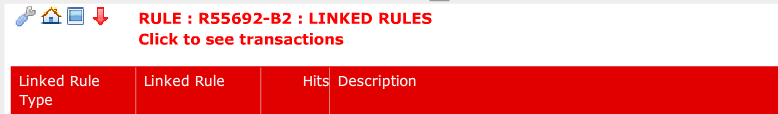 RULE : R55692-B2 : LINKED RULES
Click to see transactions
Linked Rule Type Linked Rule Hits Description